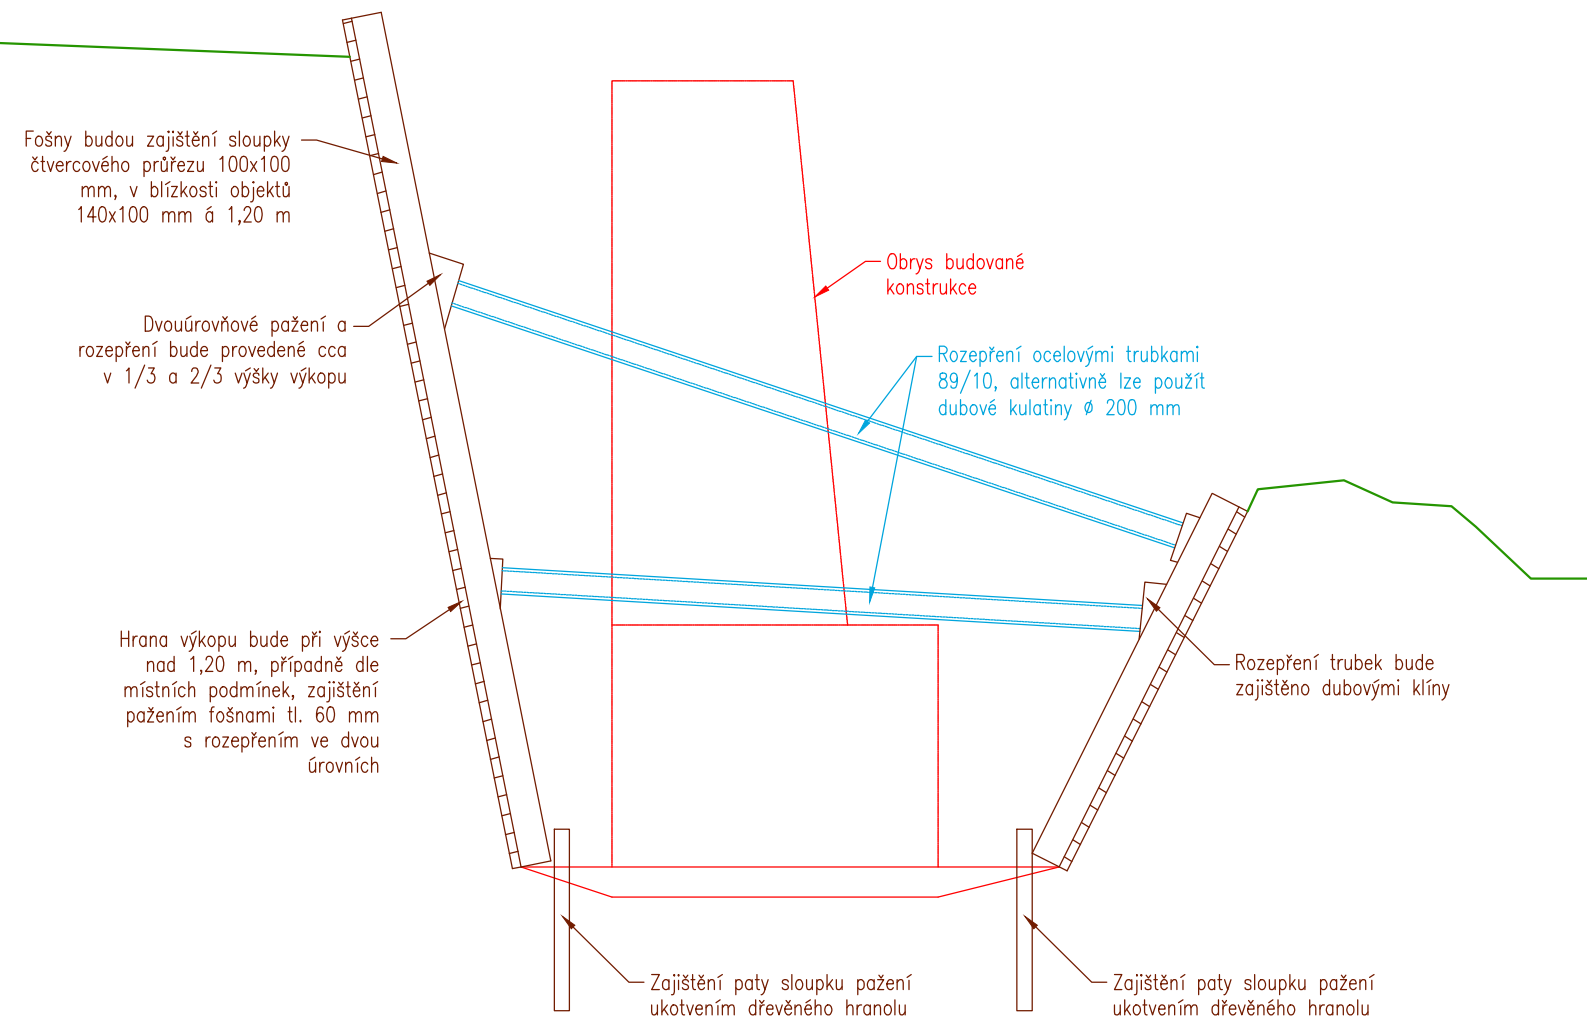 Fošny budou zajištění sloupky
čtvercového průřezu 100x100
mm, v blízkosti objektů
140x100 mm á 1,20 m
Obrys budované
konstrukce
Dvouúrovňové pažení a
rozepření bude provedené cca
v 1/3 a 2/3 výšky výkopu
Rozepření ocelovými trubkami
89/10, alternativně lze použít
dubové kulatiny ø 200 mm
Hrana výkopu bude při výšce
nad 1,20 m, případně dle
místních podmínek, zajištění
pažením fošnami tl. 60 mm
s rozepřením ve dvou
úrovních
Rozepření trubek bude
zajištěno dubovými klíny
Zajištění paty sloupku pažení
ukotvením dřevěného hranolu
Zajištění paty sloupku pažení
ukotvením dřevěného hranolu